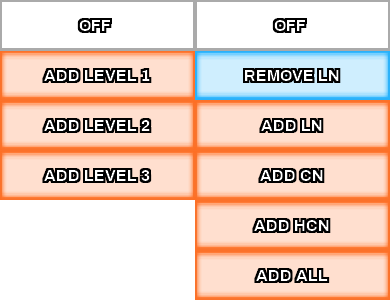 OFF
OFF
ADD LEVEL 1
REMOVE LN
ADD LEVEL 2
ADD LN
ADD LEVEL 3
ADD CN
ADD HCN
ADD ALL